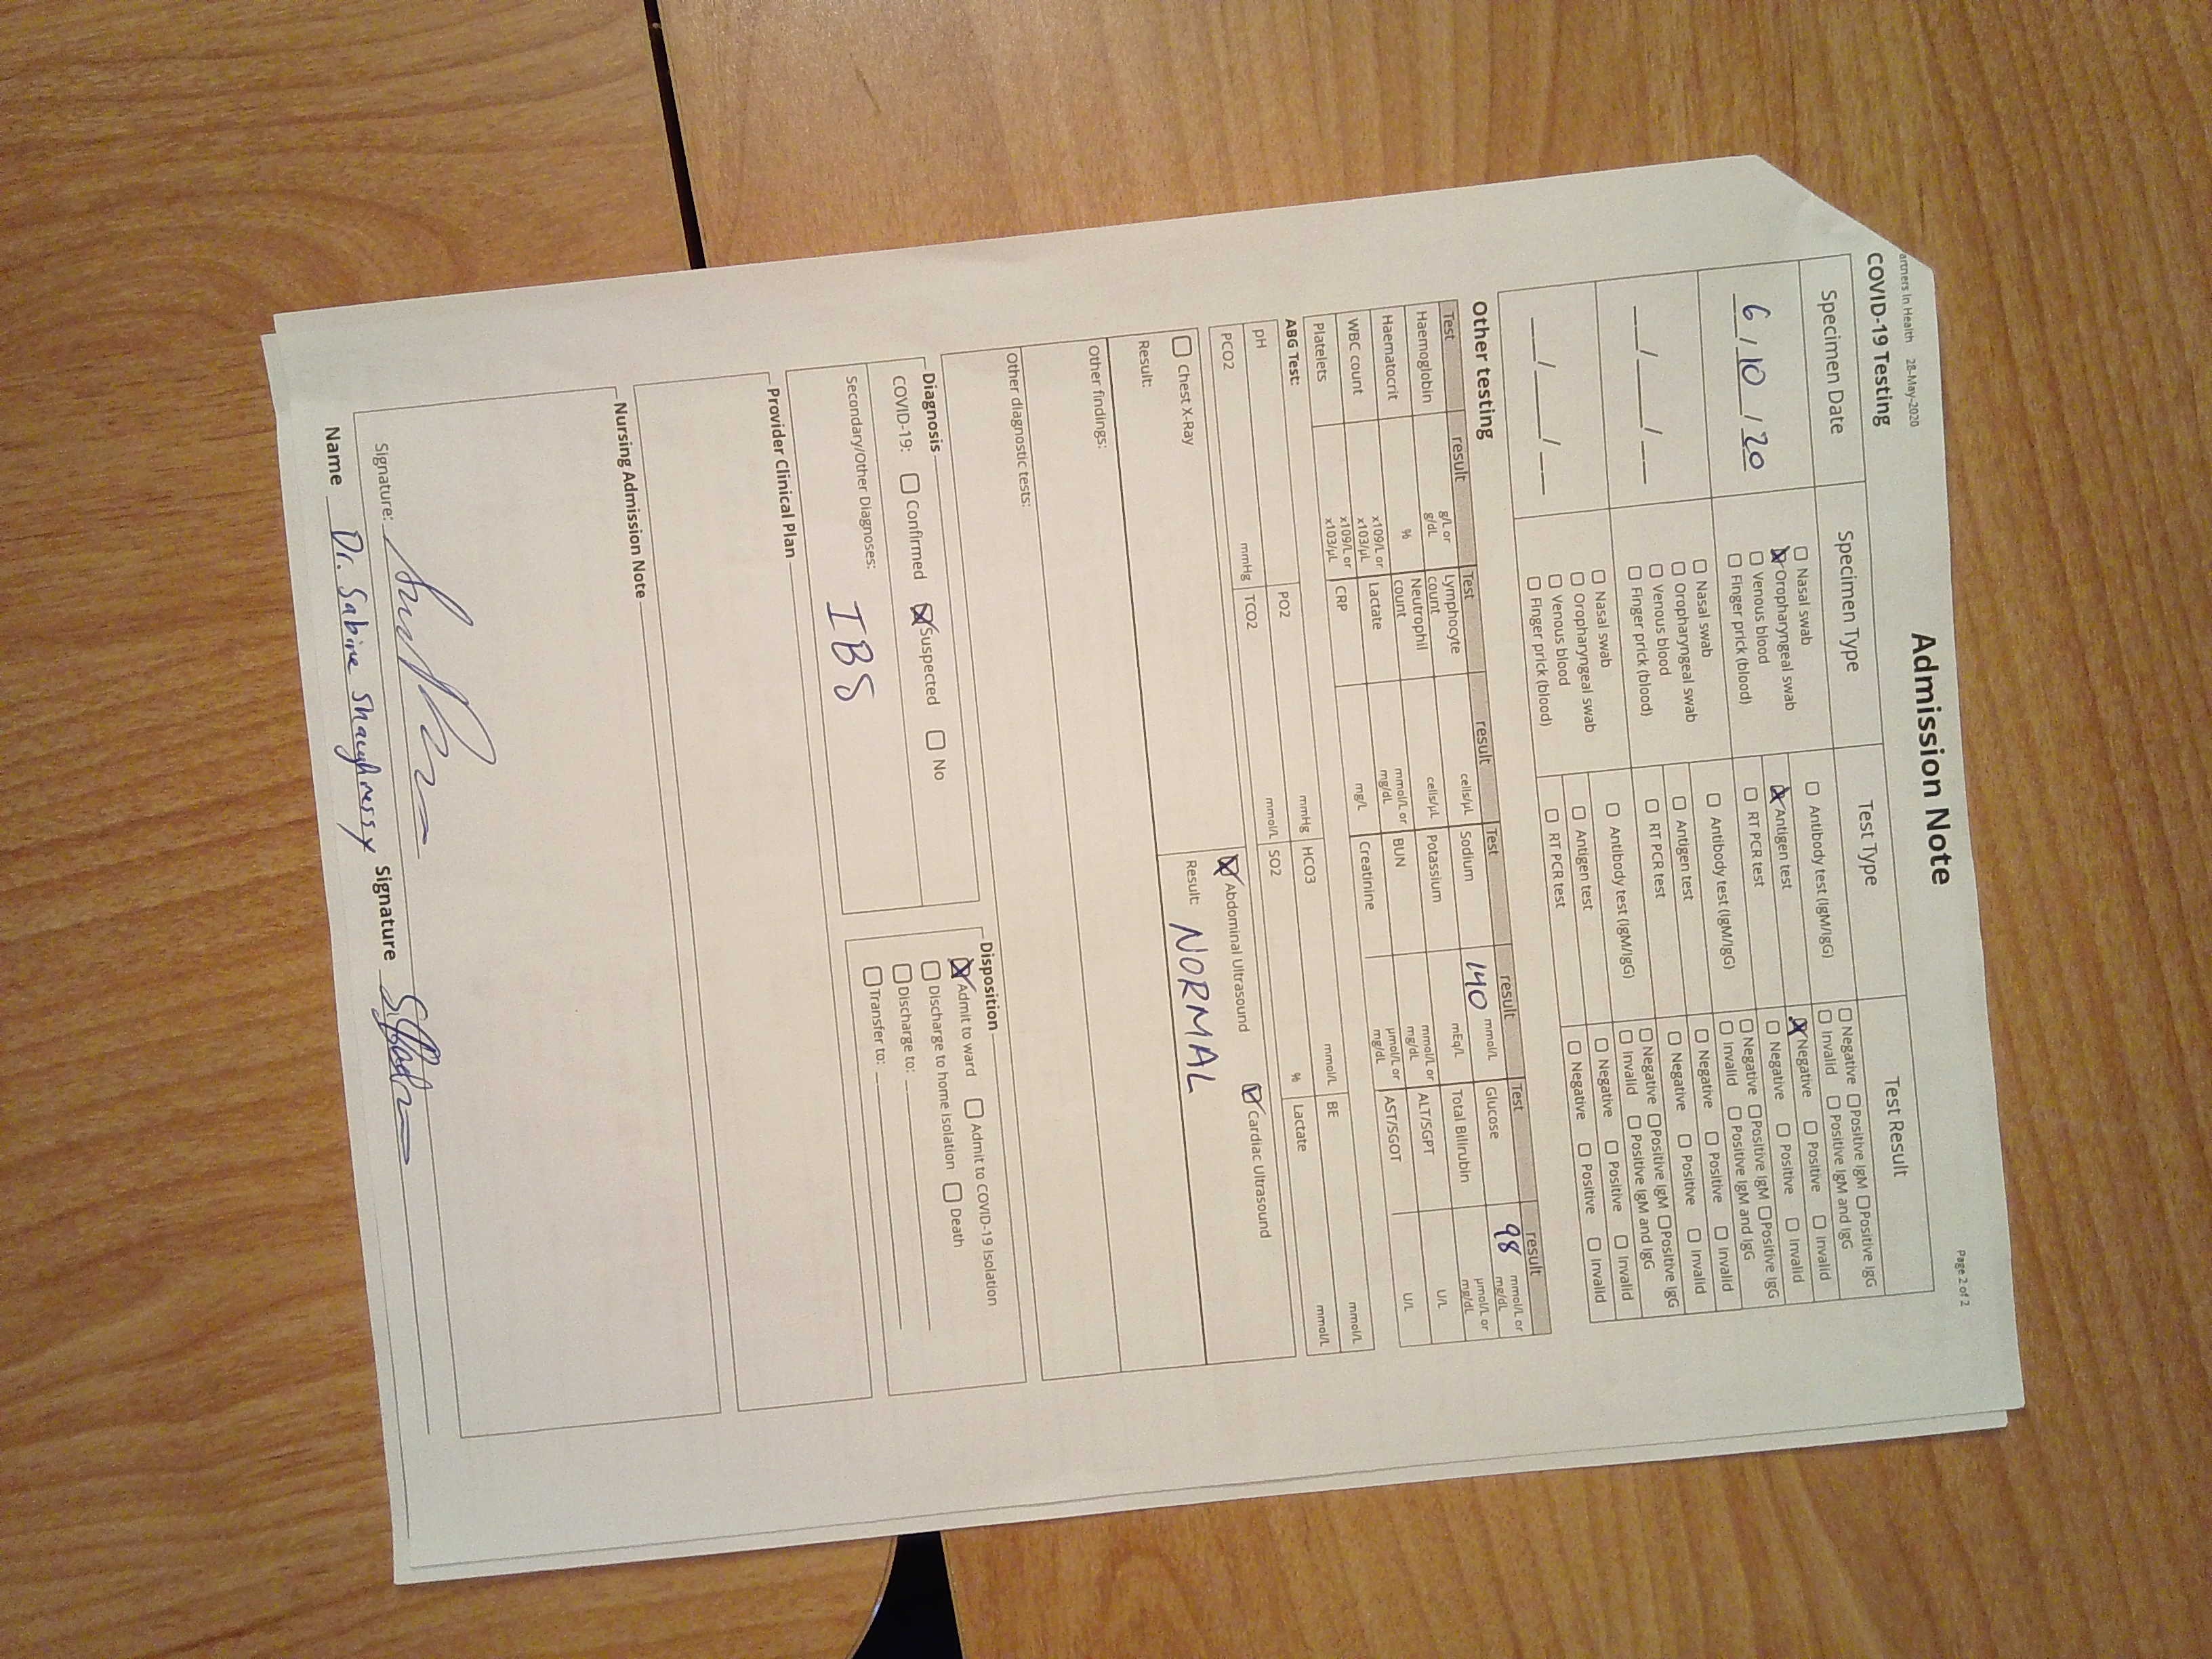 artners In Health 28-May-2020
Page 2 of 2
Admission Note
COVID-19 Testing
Specimen Date Specimen Type Test Type Test Result
6 / 10 / 20
☐ Nasal swab
☒ Oropharyngeal swab
☐ Venous blood
☐ Finger prick (blood)
☐ Antibody test (IgM/IgG)
☐ Negative ☐ Positive IgM ☐ Positive IgG
☐ Invalid ☐ Positive IgM and IgG
☒ Antigen test ☒ Negative ☐ Positive ☐ Invalid
☐ RT PCR test ☐ Negative ☐ Positive ☐ Invalid
__/__/__
☐ Nasal swab
☐ Oropharyngeal swab
☐ Venous blood
☐ Finger prick (blood)
☐ Antibody test (IgM/IgG)
☐ Negative ☐ Positive IgM ☐ Positive IgG
☐ Invalid ☐ Positive IgM and IgG
☐ Antigen test ☐ Negative ☐ Positive ☐ Invalid
☐ RT PCR test ☐ Negative ☐ Positive ☐ Invalid
__/__/__
☐ Nasal swab
☐ Oropharyngeal swab
☐ Venous blood
☐ Finger prick (blood)
☐ Antibody test (IgM/IgG)
☐ Negative ☐ Positive IgM ☐ Positive IgG
☐ Invalid ☐ Positive IgM and IgG
☐ Antigen test ☐ Negative ☐ Positive ☐ Invalid
☐ RT PCR test ☐ Negative ☐ Positive ☐ Invalid
Other testing
Test result Test result Test result Test result
Haemoglobin g/L or g/dL Lymphocyte count cells/µL Sodium 140 mmol/L Glucose 98 mmol/L or mg/dL
Haematocrit % Neutrophil count cells/µL Potassium mEq/L Total Bilirubin µmol/L or mg/dL
WBC count x109/L or x103/µL Lactate mmol/L or mg/dL BUN mmol/L or mg/dL ALT/SGPT U/L
Platelets x109/L or x103/µL CRP mg/L Creatinine µmol/L or mg/dL AST/SGOT U/L
ABG Test:
pH PO2 mmHg HCO3 mmol/L BE mmol/L
PCO2 mmHg TCO2 mmol/L SO2 % Lactate mmol/L
☐ Chest X-Ray ☒ Abdominal Ultrasound ☑ Cardiac Ultrasound
Result: Result: NORMAL
Other findings:
Other diagnostic tests:
Diagnosis
COVID-19: ☐ Confirmed ☒ Suspected ☐ No
Secondary/Other Diagnoses:
IBS
Disposition
☒ Admit to ward ☐ Admit to COVID-19 Isolation
☐ Discharge to home isolation ☐ Death
☐ Discharge to:
☐ Transfer to:
Provider Clinical Plan
Nursing Admission Note
Signature:
Name Dr. Sabine Shaughnessy Signature